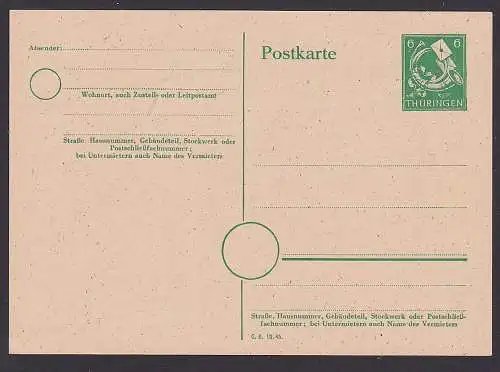 Absender:
Wohnort, auch Zustell- oder Leitpostamt
Straße, Hausnummer, Gebäudeteil, Stockwerk oder
Postschließfachnummer;
bei Untermietern auch Name des Vermieters
Postkarte
6 6
THÜRINGEN
Straße, Hausnummer, Gebäudeteil, Stockwerk oder Postschließ-
fachnummer; bei Untermietern auch Name des Vermieters